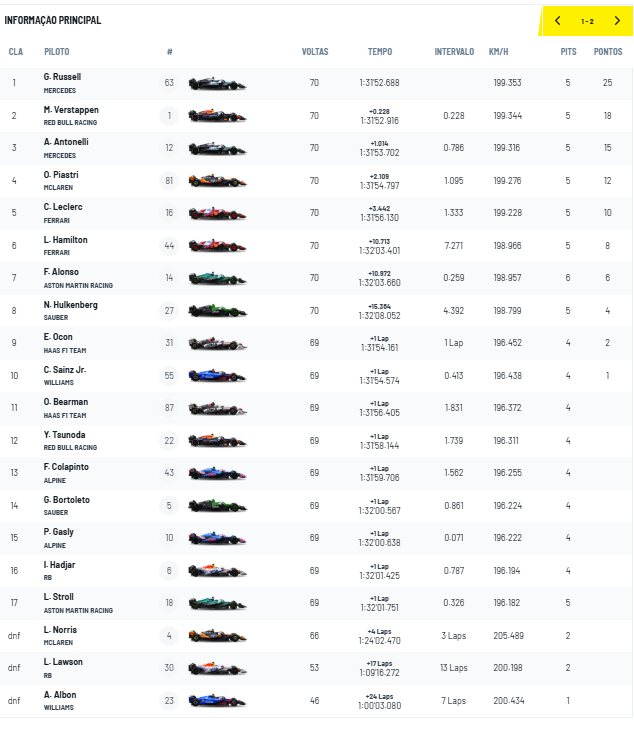 INFORMAÇÃO PRINCIPAL
1 - 2
CLA PILOTO # VOLTAS TEMPO INTERVALO KM/H PITS PONTOS
1 G. Russell MERCEDES 63 70 1:31'52.688 199.353 5 25
2 M. Verstappen RED BULL RACING 1 70 +0.228 1:31'52.916 0.228 199.344 5 18
3 A. Antonelli MERCEDES 12 70 +1.014 1:31'53.702 0.786 199.316 5 15
4 O. Piastri MCLAREN 81 70 +2.109 1:31'54.797 1.095 199.276 5 12
5 C. Leclerc FERRARI 16 70 +3.442 1:31'56.130 1.333 199.228 5 10
6 L. Hamilton FERRARI 44 70 +10.713 1:32'03.401 7.271 198.966 5 8
7 F. Alonso ASTON MARTIN RACING 14 70 +10.972 1:32'03.660 0.259 198.957 6 6
8 N. Hulkenberg SAUBER 27 70 +15.364 1:32'08.052 4.392 198.799 5 4
9 E. Ocon HAAS F1 TEAM 31 69 +1 Lap 1:31'54.161 1 Lap 196.452 4 2
10 C. Sainz Jr. WILLIAMS 55 69 +1 Lap 1:31'54.574 0.413 196.438 4 1
11 O. Bearman HAAS F1 TEAM 87 69 +1 Lap 1:31'56.405 1.831 196.372 4
12 Y. Tsunoda RED BULL RACING 22 69 +1 Lap 1:31'58.144 1.739 196.311 4
13 F. Colapinto ALPINE 43 69 +1 Lap 1:31'59.706 1.562 196.255 4
14 G. Bortoleto SAUBER 5 69 +1 Lap 1:32'00.567 0.861 196.224 4
15 P. Gasly ALPINE 10 69 +1 Lap 1:32'00.638 0.071 196.222 4
16 I. Hadjar RB 6 69 +1 Lap 1:32'01.425 0.787 196.194 4
17 L. Stroll ASTON MARTIN RACING 18 69 +1 Lap 1:32'01.751 0.326 196.182 5
dnf L. Norris MCLAREN 4 66 +4 Laps 1:24'02.470 3 Laps 205.489 2
dnf L. Lawson RB 30 53 +17 Laps 1:09'16.272 13 Laps 200.198 2
dnf A. Albon WILLIAMS 23 46 +24 Laps 1:00'03.080 7 Laps 200.434 1